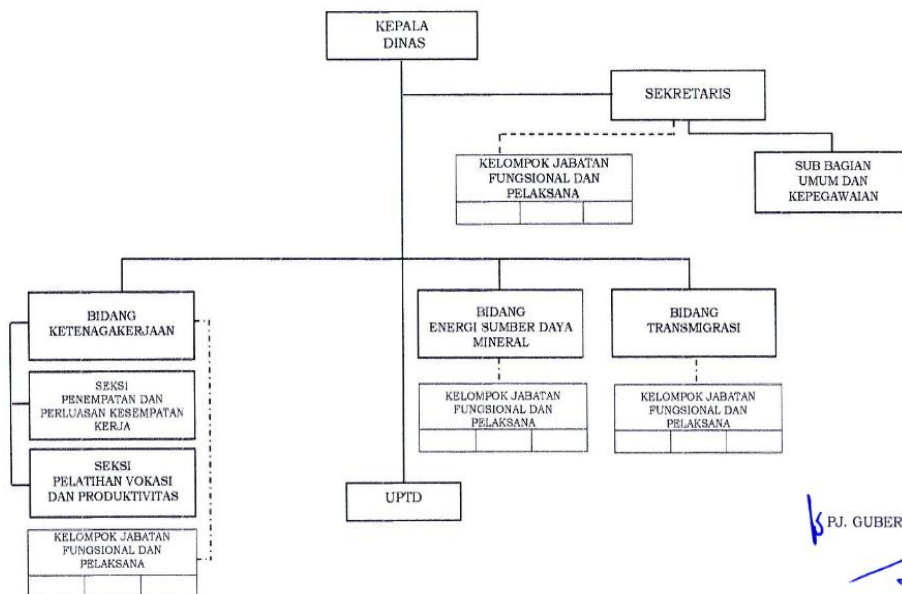 KEPALA
DINAS
SEKRETARIS
KELOMPOK JABATAN
FUNGSIONAL DAN
PELAKSANA
SUB BAGIAN
UMUM DAN
KEPEGAWAIAN
BIDANG
KETENAGAKERJAAN
BIDANG
ENERGI SUMBER DAYA
MINERAL
BIDANG
TRANSMIGRASI
SEKSI
PENEMPATAN DAN
PERLUASAN KESEMPATAN
KERJA
KELOMPOK JABATAN
FUNGSIONAL DAN
PELAKSANA
KELOMPOK JABATAN
FUNGSIONAL DAN
PELAKSANA
SEKSI
PELATIHAN VOKASI
DAN PRODUKTIVITAS
UPTD
KELOMPOK JABATAN
FUNGSIONAL DAN
PELAKSANA
PJ. GUBER